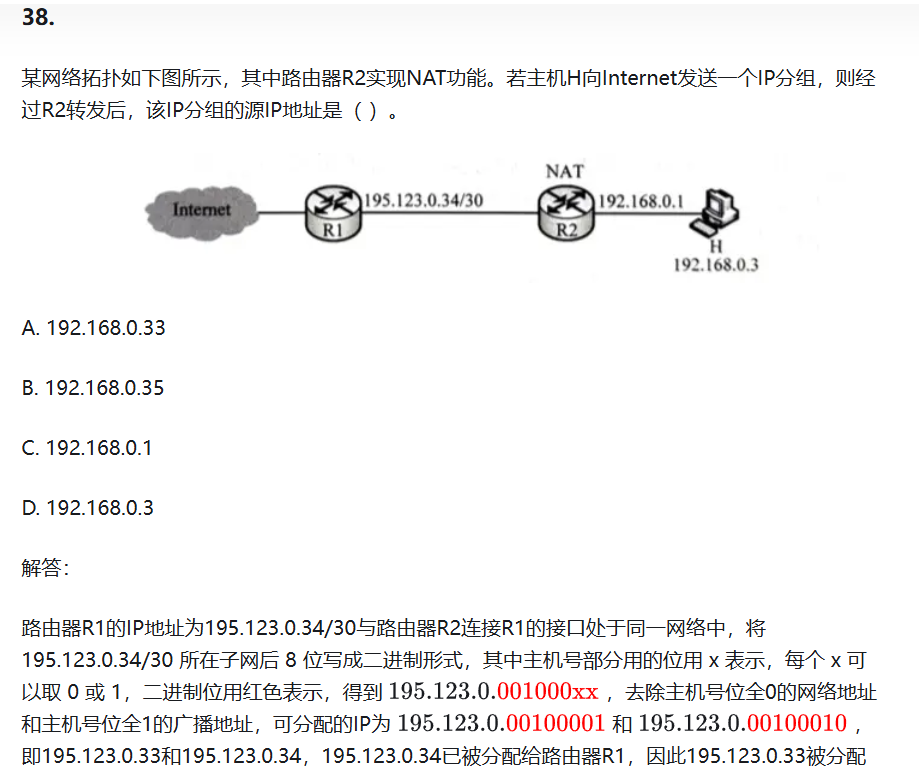 38.
某网络拓扑如下图所示，其中路由器R2实现NAT功能。若主机H向Internet发送一个IP分组，则经
过R2转发后，该IP分组的源IP地址是（ ）。
NAT
Internet
R1
195.123.0.34/30
R2
192.168.0.1
H
192.168.0.3
A. 192.168.0.33
B. 192.168.0.35
C. 192.168.0.1
D. 192.168.0.3
解答：
路由器R1的IP地址为195.123.0.34/30与路由器R2连接R1的接口处于同一网络中，将
195.123.0.34/30 所在子网后 8 位写成二进制形式，其中主机号部分用的位用 x 表示，每个 x 可
以取 0 或 1，二进制位用红色表示，得到 195.123.0.001000xx ，去除主机号位全0的网络地址
和主机号位全1的广播地址，可分配的IP为 195.123.0.00100001 和 195.123.0.00100010 ，
即195.123.0.33和195.123.0.34，195.123.0.34已被分配给路由器R1，因此195.123.0.33被分配